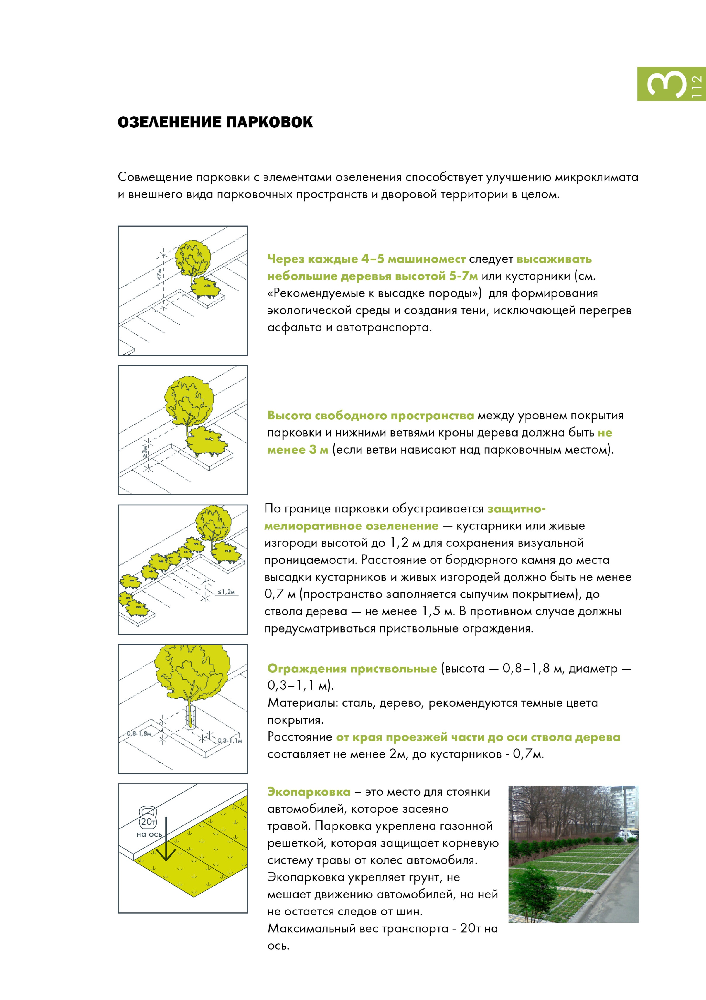 3
112
ОЗЕЛЕНЕНИЕ ПАРКОВОК
Совмещение парковки с элементами озеленения способствует улучшению микроклимата
и внешнего вида парковочных пространств и дворовой территории в целом.
≤7м
Через каждые 4–5 машиномест следует высаживать
небольшие деревья высотой 5-7м или кустарники (см.
«Рекомендуемые к высадке породы») для формирования
экологической среды и создания тени, исключающей перегрев
асфальта и автотранспорта.
≥3м
Высота свободного пространства между уровнем покрытия
парковки и нижними ветвями кроны дерева должна быть не
менее 3 м (если ветви нависают над парковочным местом).
≤1,2м
По границе парковки обустраивается защитно-
мелиоративное озеленение — кустарники или живые
изгороди высотой до 1,2 м для сохранения визуальной
проницаемости. Расстояние от бордюрного камня до места
высадки кустарников и живых изгородей должно быть не менее
0,7 м (пространство заполняется сыпучим покрытием), до
ствола дерева — не менее 1,5 м. В противном случае должны
предусматриваться приствольные ограждения.
0,8-1,8м
0,3-1,1м
Ограждения приствольные (высота — 0,8–1,8 м, диаметр —
0,3–1,1 м).
Материалы: сталь, дерево, рекомендуются темные цвета
покрытия.
Расстояние от края проезжей части до оси ствола дерева
составляет не менее 2м, до кустарников - 0,7м.
20т
на ось
Экопарковка – это место для стоянки
автомобилей, которое засеяно
травой. Парковка укреплена газонной
решеткой, которая защищает корневую
систему травы от колес автомобиля.
Экопарковка укрепляет грунт, не
мешает движению автомобилей, на ней
не остается следов от шин.
Максимальный вес транспорта - 20т на
ось.